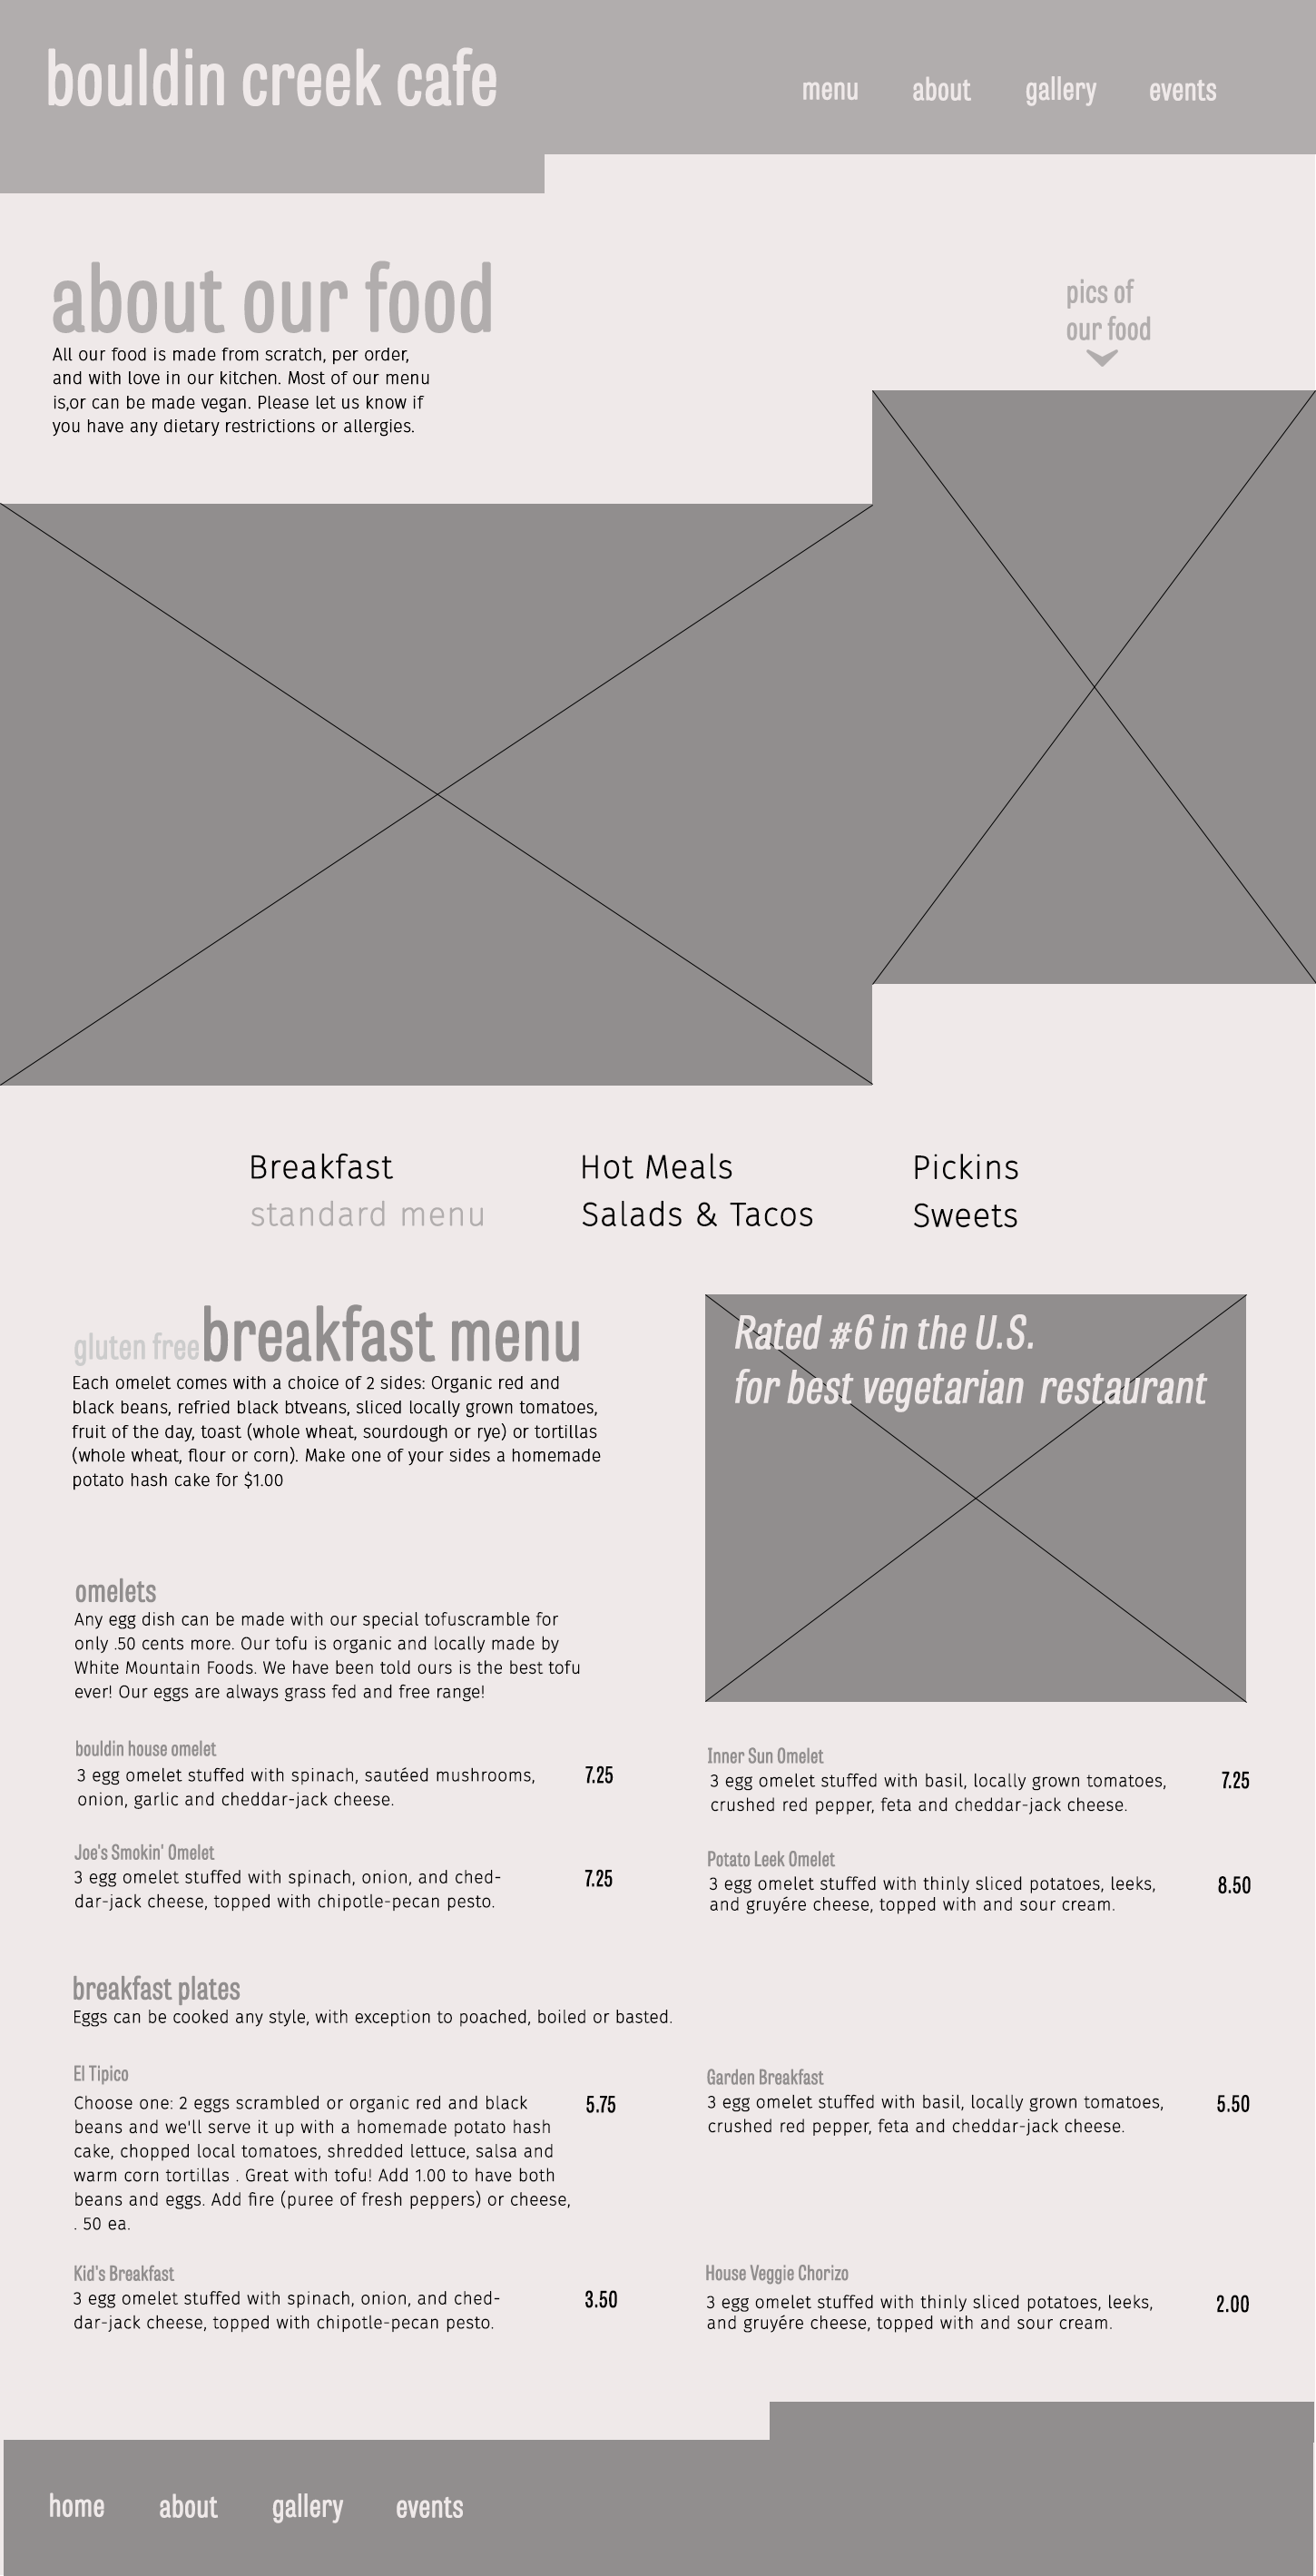 bouldin creek cafe
menu about gallery events
about our food
All our food is made from scratch, per order,
and with love in our kitchen. Most of our menu
is,or can be made vegan. Please let us know if
you have any dietary restrictions or allergies.
pics of
our food
Breakfast
standard menu
Hot Meals
Salads & Tacos
Pickins
Sweets
gluten free breakfast menu
Each omelet comes with a choice of 2 sides: Organic red and
black beans, refried black btveans, sliced locally grown tomatoes,
fruit of the day, toast (whole wheat, sourdough or rye) or tortillas
(whole wheat, flour or corn). Make one of your sides a homemade
potato hash cake for $1.00
Rated #6 in the U.S.
for best vegetarian restaurant
omelets
Any egg dish can be made with our special tofuscramble for
only .50 cents more. Our tofu is organic and locally made by
White Mountain Foods. We have been told ours is the best tofu
ever! Our eggs are always grass fed and free range!
bouldin house omelet
3 egg omelet stuffed with spinach, sautéed mushrooms, 7.25
onion, garlic and cheddar-jack cheese.
Inner Sun Omelet
3 egg omelet stuffed with basil, locally grown tomatoes, 7.25
crushed red pepper, feta and cheddar-jack cheese.
Joe's Smokin' Omelet
3 egg omelet stuffed with spinach, onion, and ched- 7.25
dar-jack cheese, topped with chipotle-pecan pesto.
Potato Leek Omelet
3 egg omelet stuffed with thinly sliced potatoes, leeks, 8.50
and gruyére cheese, topped with and sour cream.
breakfast plates
Eggs can be cooked any style, with exception to poached, boiled or basted.
El Tipico
Choose one: 2 eggs scrambled or organic red and black 5.75
beans and we'll serve it up with a homemade potato hash
cake, chopped local tomatoes, shredded lettuce, salsa and
warm corn tortillas . Great with tofu! Add 1.00 to have both
beans and eggs. Add fire (puree of fresh peppers) or cheese,
. 50 ea.
Garden Breakfast
3 egg omelet stuffed with basil, locally grown tomatoes, 5.50
crushed red pepper, feta and cheddar-jack cheese.
Kid's Breakfast
3 egg omelet stuffed with spinach, onion, and ched- 3.50
dar-jack cheese, topped with chipotle-pecan pesto.
House Veggie Chorizo
3 egg omelet stuffed with thinly sliced potatoes, leeks, 2.00
and gruyére cheese, topped with and sour cream.
home about gallery events